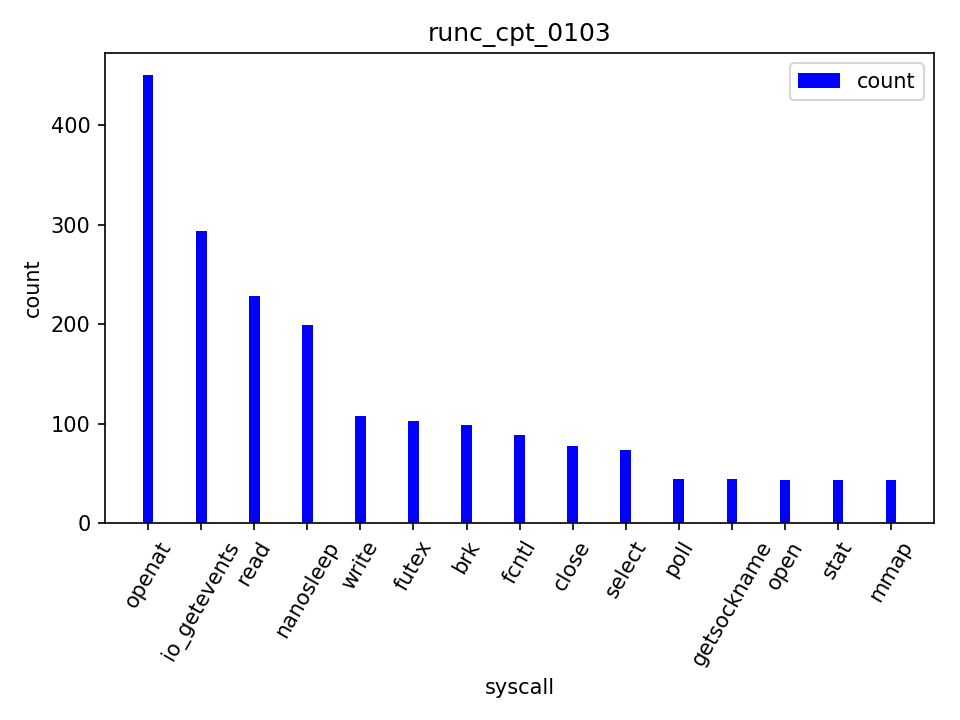 runc_cpt_0103
count
count
400
300
200
100
0
openat
io_getevents
read
nanosleep
write
futex
brk
fcntl
close
select
poll
getsockname
open
stat
mmap
syscall